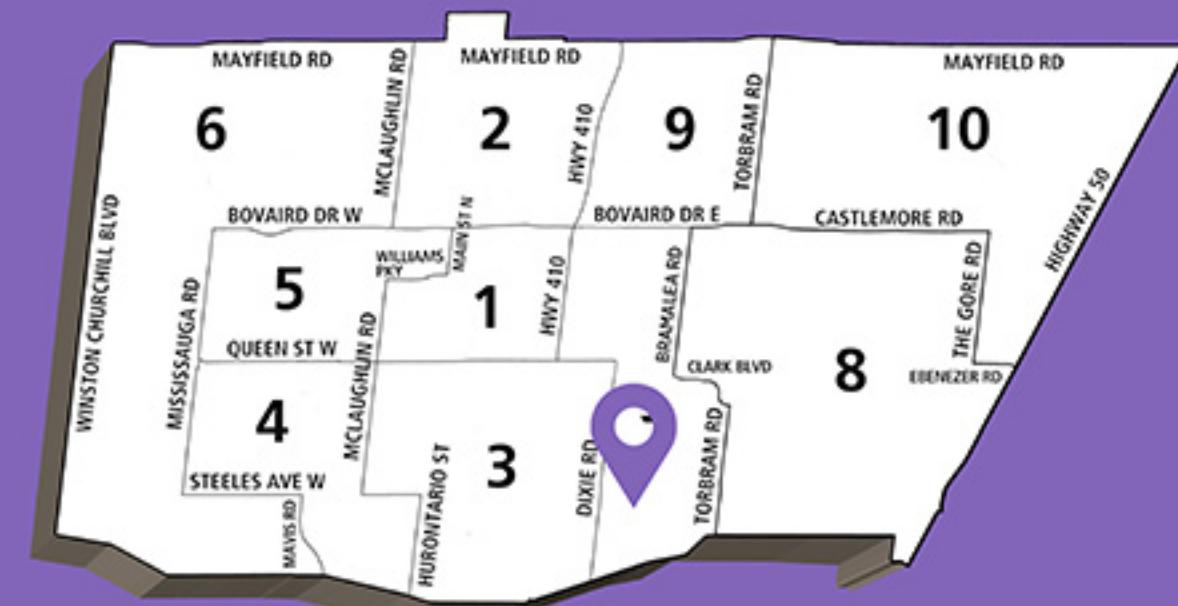 MAYFIELD RD
MAYFIELD RD
MAYFIELD RD
6
MCLAUGHLIN RD
2
HWY 410
9
TORBRAM RD
10
HIGHWAY 50
WINSTON CHURCHILL BLVD
BOVAIRD DR W
MAIN ST N
BOVAIRD DR E
CASTLEMORE RD
WILLIAMS
PKY
MISSISSAUGA RD
5
1
HWY 410
BRAMALEA RD
THE GORE RD
QUEEN ST W
MCLAUGHLIN RD
CLARK BLVD
8
EBENEZER RD
4
3
DIXIE RD
TORBRAM RD
STEELES AVE W
MAVIS RD
HURONTARIO ST